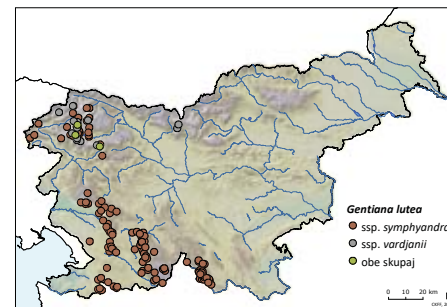 Gentiana lutea
ssp. symphyandra
ssp. vardjanii
obe skupaj
0 10 20 km